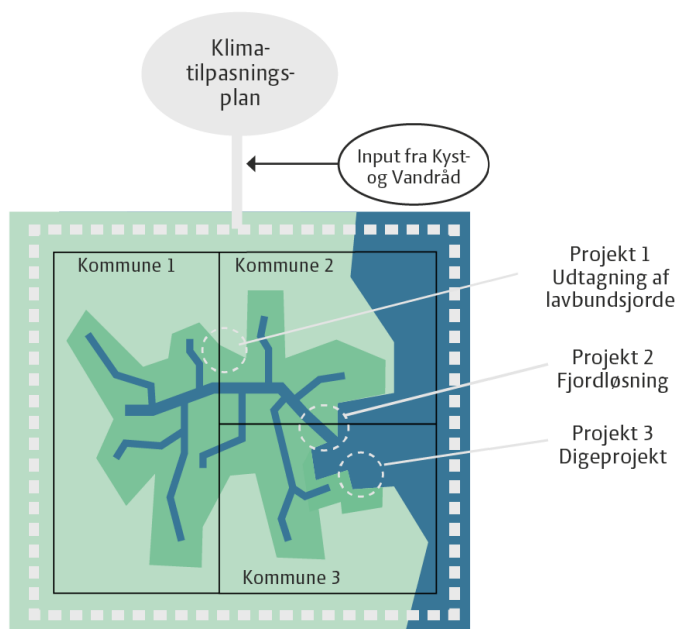 Klima-
tilpasnings-
plan
Input fra Kyst-
og Vandråd
Kommune 1
Kommune 2
Projekt 1
Udtagning af
lavbundsjorde
Projekt 2
Fjordløsning
Projekt 3
Digeprojekt
Kommune 3